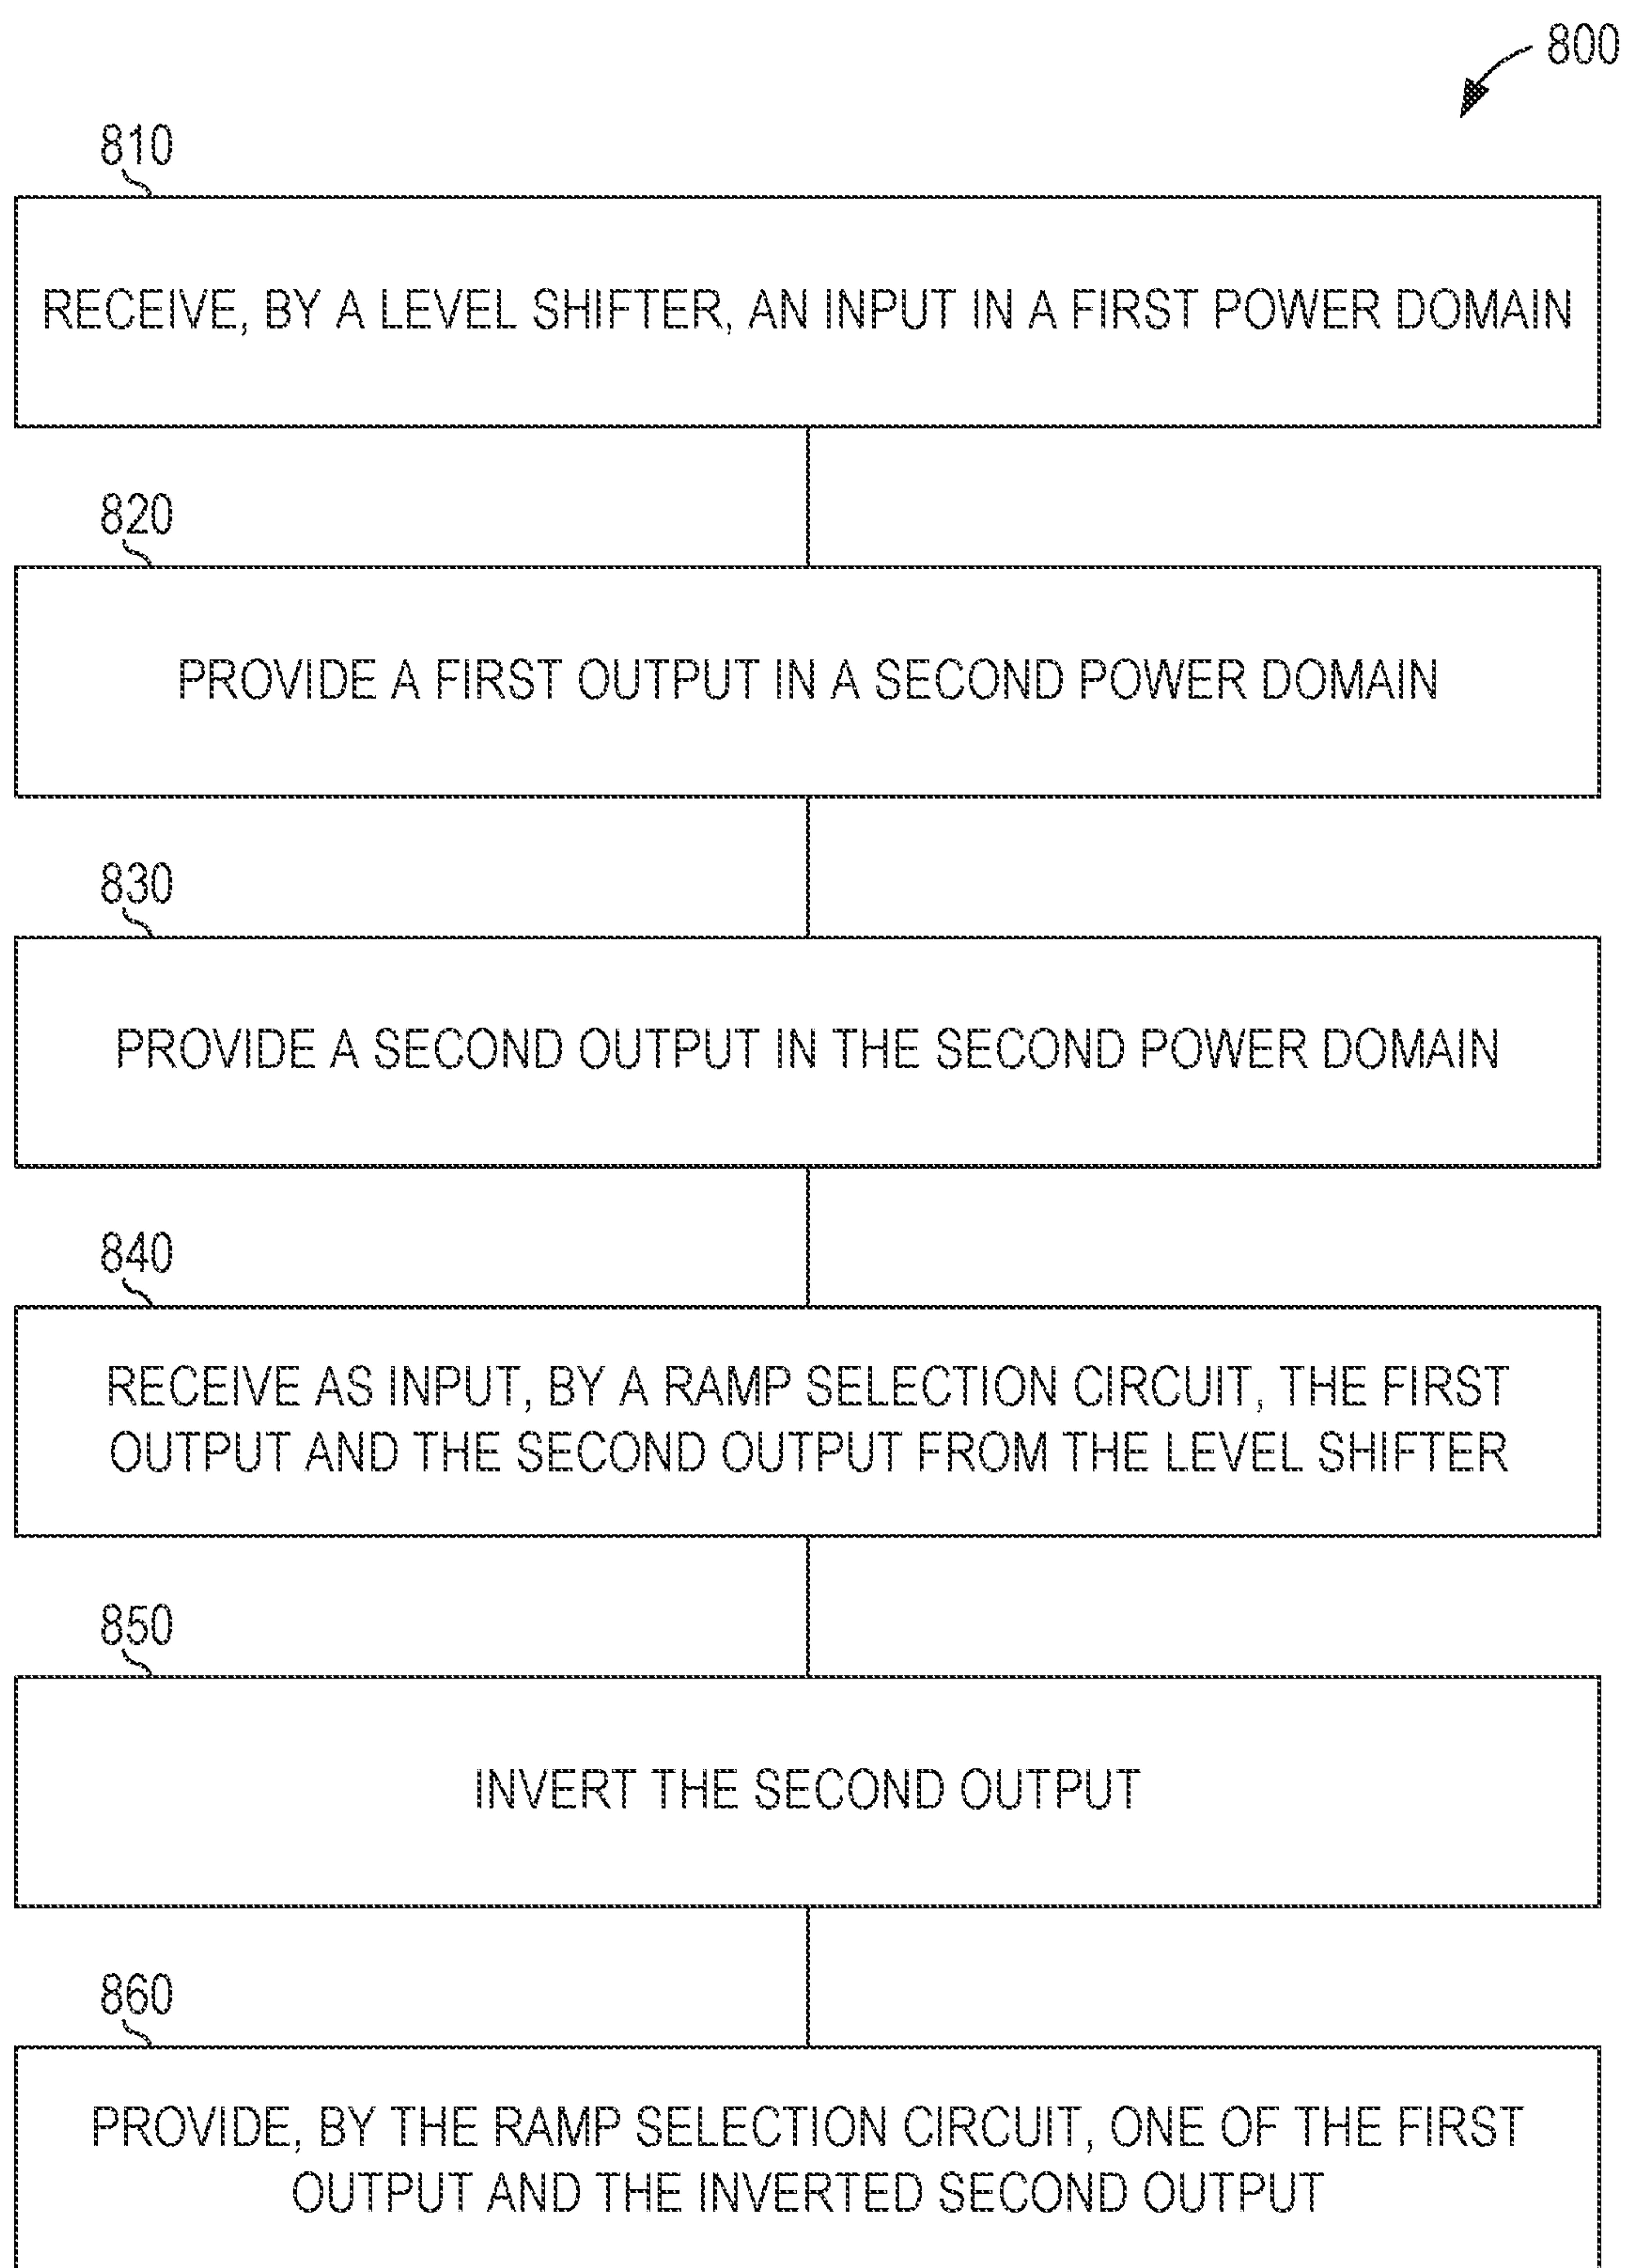 800
810
RECEIVE, BY A LEVEL SHIFTER, AN INPUT IN A FIRST POWER DOMAIN
820
PROVIDE A FIRST OUTPUT IN A SECOND POWER DOMAIN
830
PROVIDE A SECOND OUTPUT IN THE SECOND POWER DOMAIN
840
RECEIVE AS INPUT, BY A RAMP SELECTION CIRCUIT, THE FIRST
OUTPUT AND THE SECOND OUTPUT FROM THE LEVEL SHIFTER
850
INVERT THE SECOND OUTPUT
860
PROVIDE, BY THE RAMP SELECTION CIRCUIT, ONE OF THE FIRST
OUTPUT AND THE INVERTED SECOND OUTPUT